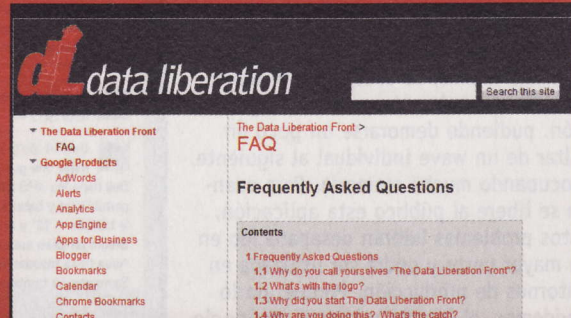 dL data liberation
Search this site
The Data Liberation Front
FAQ
Google Products
AdWords
Alerts
Analytics
App Engine
Apps for Business
Blogger
Bookmarks
Calendar
Chrome Bookmarks
Contacts
The Data Liberation Front >
FAQ
Frequently Asked Questions
Contents
1 Frequently Asked Questions
1.1 Why do you call yourselves "The Data Liberation Front"?
1.2 What's with the logo?
1.3 Why did you start The Data Liberation Front?
1.4 Why are you doing this? What's the catch?